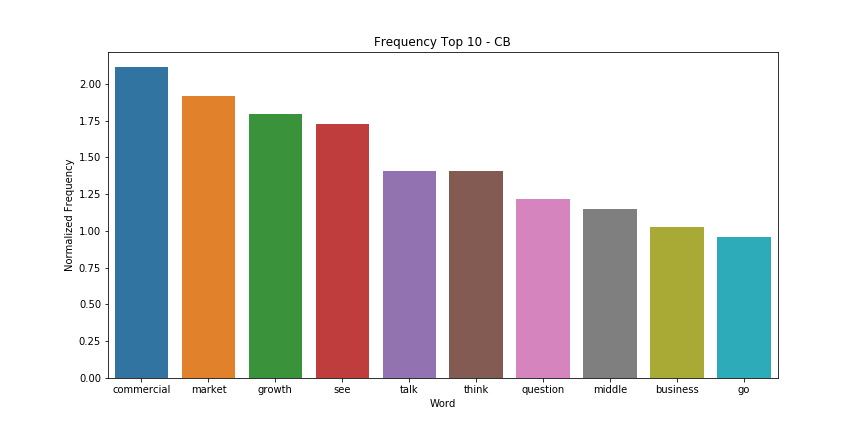 Frequency Top 10 - CB
Normalized Frequency
2.00
1.75
1.50
1.25
1.00
0.75
0.50
0.25
0.00
commercial market growth see talk think question middle business go
Word